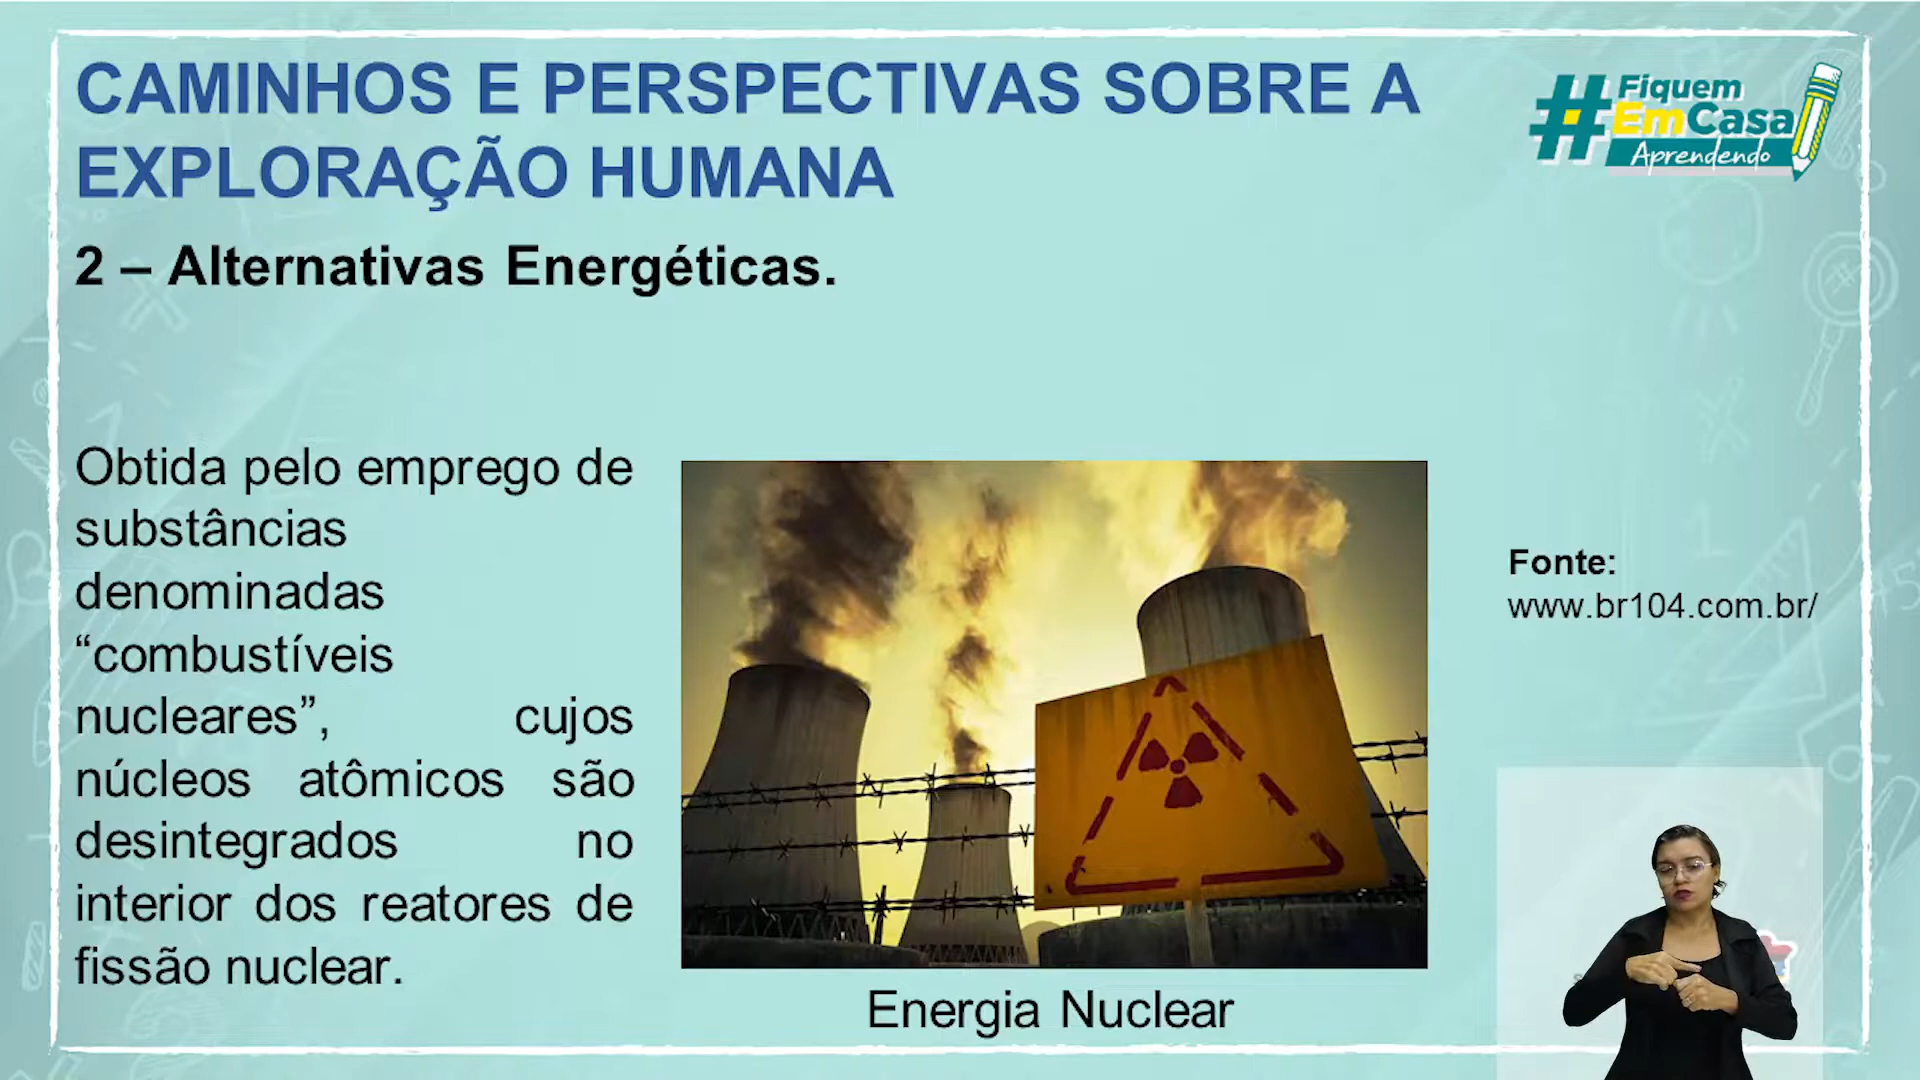 CAMINHOS E PERSPECTIVAS SOBRE A
EXPLORAÇÃO HUMANA
#Fiquem
EmCasa
Aprendendo
2 – Alternativas Energéticas.
Obtida pelo emprego de
substâncias
denominadas
“combustíveis
nucleares”, cujos
núcleos atômicos são
desintegrados no
interior dos reatores de
fissão nuclear.
Energia Nuclear
Fonte:
www.br104.com.br/